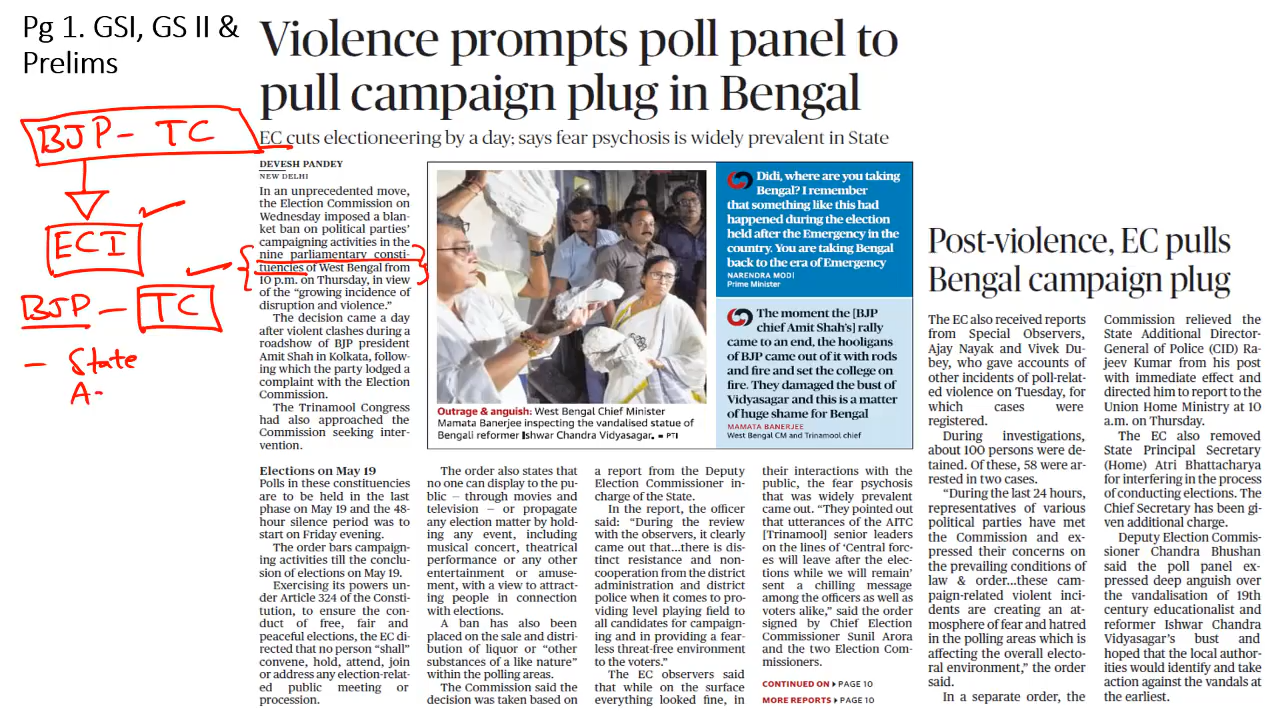 Pg 1. GSI, GS II &
Prelims
BJP - TC
ECI
BJP - TC
- State
A-
Violence prompts poll panel to
pull campaign plug in Bengal
EC cuts electioneering by a day; says fear psychosis is widely prevalent in State
DEVESH PANDEY
NEW DELHI
In an unprecedented move,
the Election Commission on
Wednesday imposed a blan-
ket ban on political parties'
campaigning activities in the
nine parliamentary consti-
tuencies of West Bengal from
10 p.m. on Thursday, in view
of the "growing incidence of
disruption and violence."
The decision came a day
after violent clashes during a
roadshow of BJP president
Amit Shah in Kolkata, follow-
ing which the party lodged a
complaint with the Election
Commission.
The Trinamool Congress
had also approached the
Commission seeking inter-
vention.
Outrage & anguish: West Bengal Chief Minister
Mamata Banerjee inspecting the vandalised statue of
Bengali reformer Ishwar Chandra Vidyasagar. ▪ PTI
Didi, where are you taking
Bengal? I remember
that something like this had
happened during the election
held after the Emergency in the
country. You are taking Bengal
back to the era of Emergency
NARENDRA MODI
Prime Minister
The moment the [BJP
chief Amit Shah's] rally
came to an end, the hooligans
of BJP came out of it with rods
and fire and set the college on
fire. They damaged the bust of
Vidyasagar and this is a matter
of huge shame for Bengal
MAMATA BANERJEE
West Bengal CM and Trinamool chief
Elections on May 19
Polls in these constituencies
are to be held in the last
phase on May 19 and the 48-
hour silence period was to
start on Friday evening.
The order bars campaign-
ing activities till the conclu-
sion of elections on May 19.
Exercising its powers un-
der Article 324 of the Consti-
tution, to ensure the con-
duct of free, fair and
peaceful elections, the EC di-
rected that no person "shall"
convene, hold, attend, join
or address any election-relat-
ed public meeting or
procession.
The order also states that
no one can display to the pu-
blic — through movies and
television — or propagate
any election matter by hold-
ing any event, including
musical concert, theatrical
performance or any other
entertainment or amuse-
ment, with a view to attract-
ing people in connection
with elections.
A ban has also been
placed on the sale and distri-
bution of liquor or "other
substances of a like nature"
within the polling areas.
The Commission said the
decision was taken based on
a report from the Deputy
Election Commissioner in-
charge of the State.
In the report, the officer
said: "During the review
with the observers, it clearly
came out that...there is dis-
tinct resistance and non-
cooperation from the district
administration and district
police when it comes to pro-
viding level playing field to
all candidates for campaign-
ing and in providing a fear-
less threat-free environment
to the voters."
The EC observers said
that while on the surface
everything looked fine, in
their interactions with the
public, the fear psychosis
that was widely prevalent
came out. "They pointed out
that utterances of the AITC
[Trinamool] senior leaders
on the lines of 'Central forc-
es will leave after the elec-
tions while we will remain'
sent a chilling message
among the officers as well as
voters alike," said the order
signed by Chief Election
Commissioner Sunil Arora
and the two Election Com-
missioners.
CONTINUED ON ▸ PAGE 10
MORE REPORTS ▸ PAGE 10
Post-violence, EC pulls
Bengal campaign plug
The EC also received reports
from Special Observers,
Ajay Nayak and Vivek Du-
bey, who gave accounts of
other incidents of poll-relat-
ed violence on Tuesday, for
which cases were
registered.
During investigations,
about 100 persons were de-
tained. Of these, 58 were ar-
rested in two cases.
"During the last 24 hours,
representatives of various
political parties have met
the Commission and ex-
pressed their concerns on
the prevailing conditions of
law & order...these cam-
paign-related violent inci-
dents are creating an at-
mosphere of fear and hatred
in the polling areas which is
affecting the overall electo-
ral environment," the order
said.
In a separate order, the
Commission relieved the
State Additional Director-
General of Police (CID) Ra-
jeev Kumar from his post
with immediate effect and
directed him to report to the
Union Home Ministry at 10
a.m. on Thursday.
The EC also removed
State Principal Secretary
(Home) Atri Bhattacharya
for interfering in the process
of conducting elections. The
Chief Secretary has been gi-
ven additional charge.
Deputy Election Commis-
sioner Chandra Bhushan
said the poll panel ex-
pressed deep anguish over
the vandalisation of 19th
century educationalist and
reformer Ishwar Chandra
Vidyasagar's bust and
hoped that the local author-
ities would identify and take
action against the vandals at
the earliest.